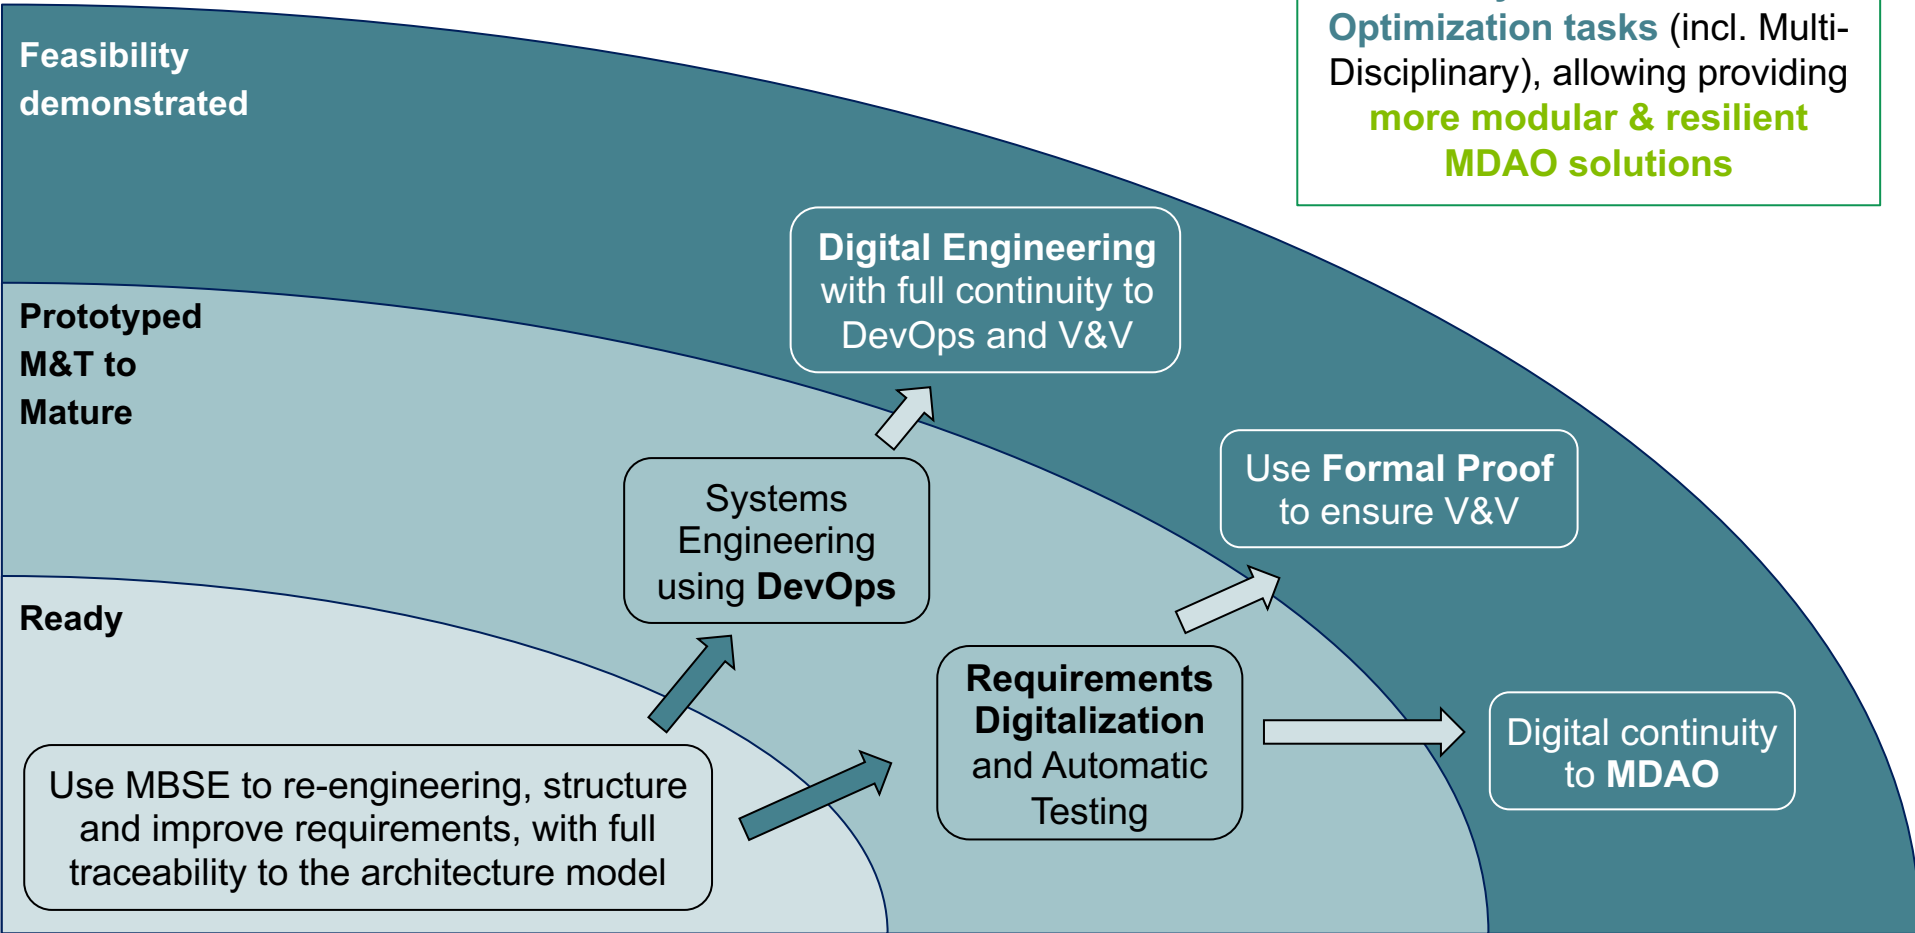 Optimization tasks (incl. Multi-
Disciplinary), allowing providing
more modular & resilient
MDAO solutions
Feasibility
demonstrated
Digital Engineering
with full continuity to
DevOps and V&V
Prototyped
M&T to
Mature
Use Formal Proof
to ensure V&V
Systems
Engineering
using DevOps
Ready
Requirements
Digitalization
and Automatic
Testing
Digital continuity
to MDAO
Use MBSE to re-engineering, structure
and improve requirements, with full
traceability to the architecture model